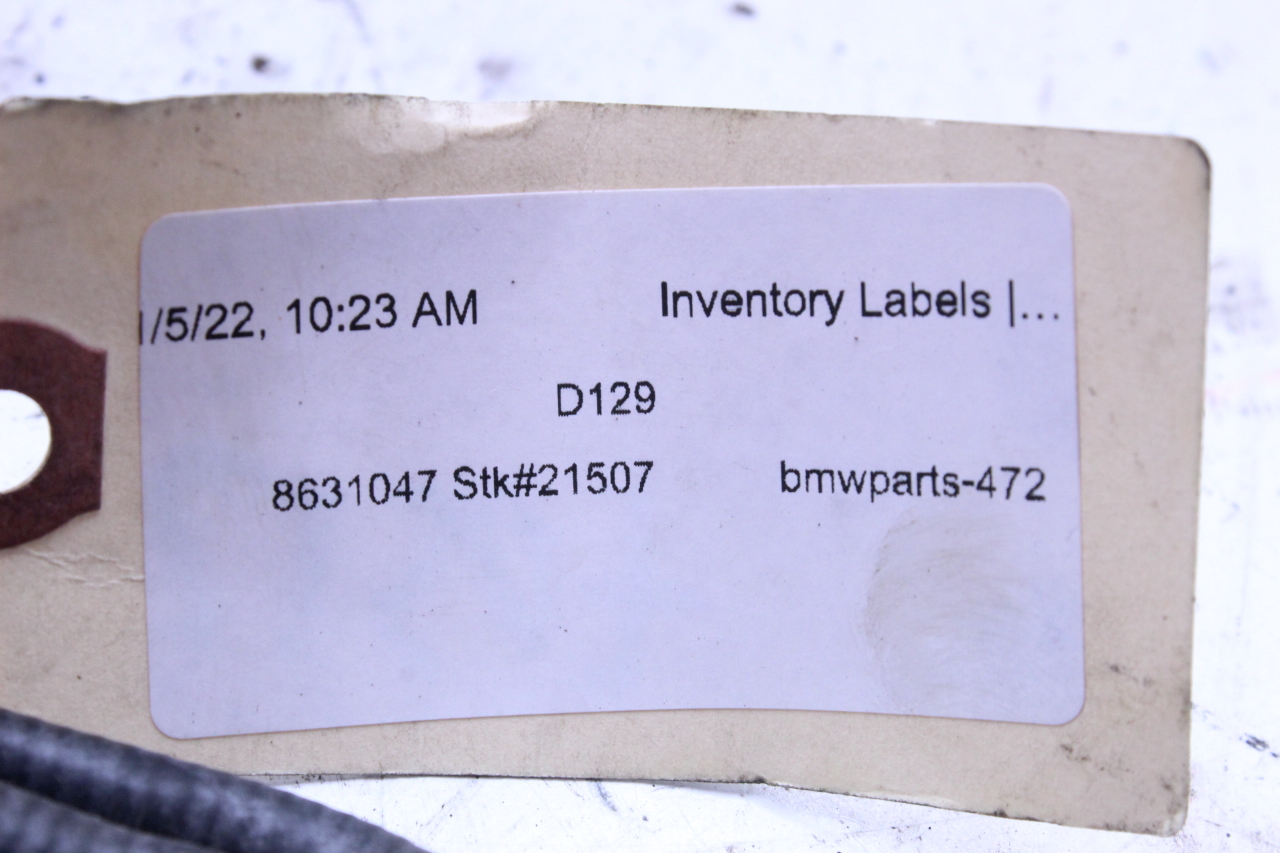 1/5/22, 10:23 AM Inventory Labels |...
D129
8631047 Stk#21507 bmwparts-472